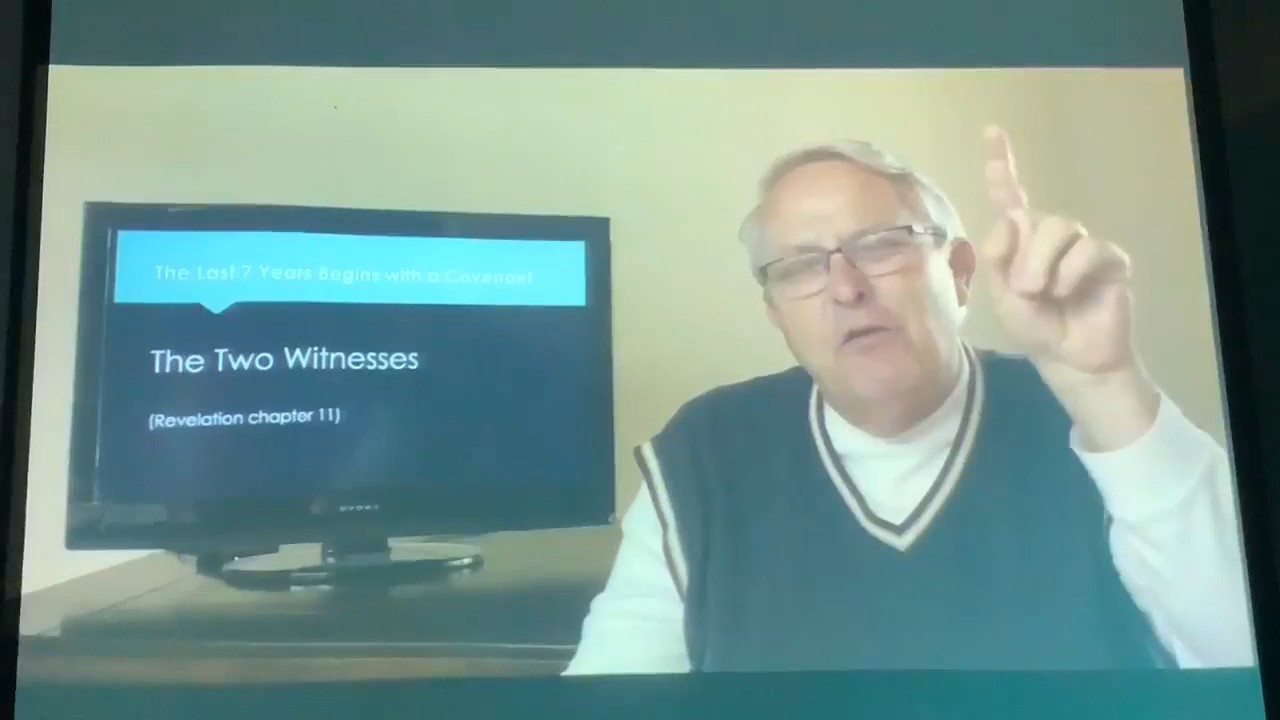 The Last 7 Years Begins with a Covenant
The Two Witnesses
(Revelation chapter 11)